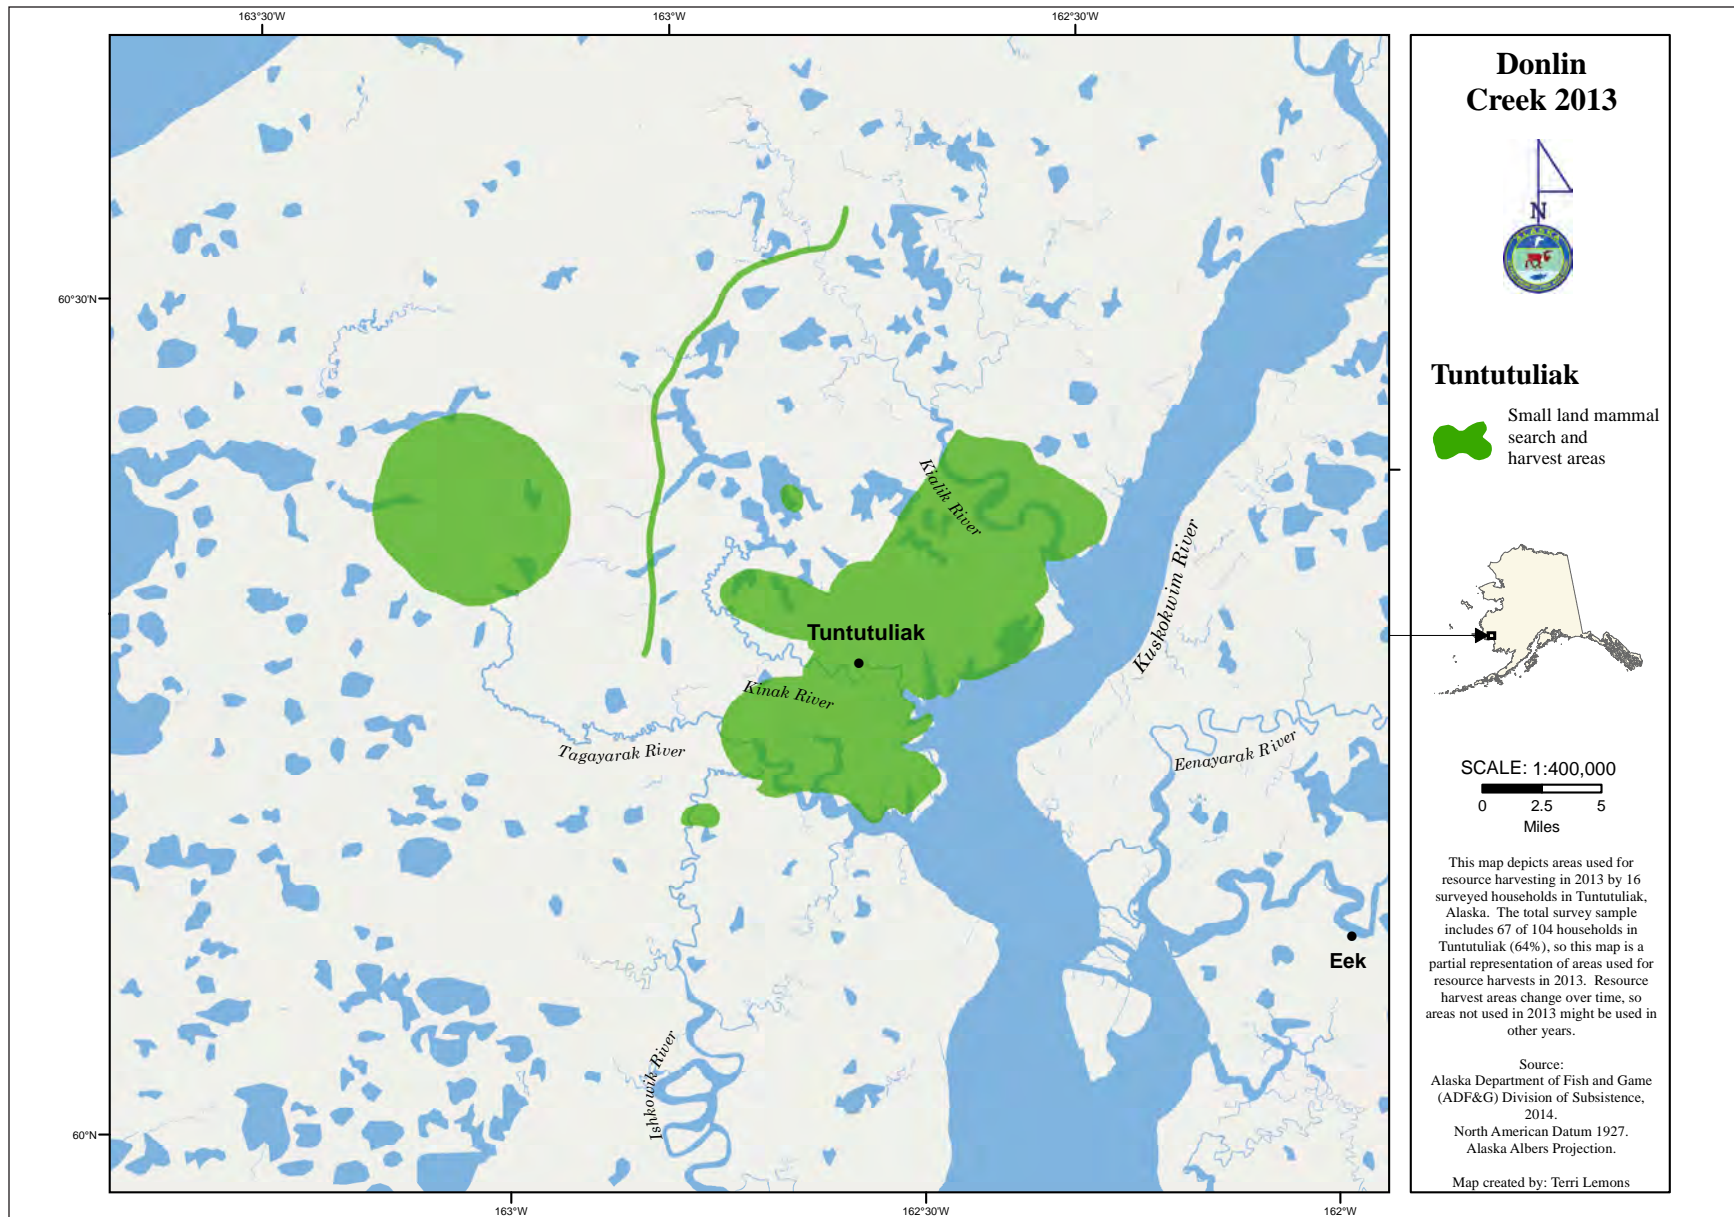 163°30'W
163°W
162°30'W
60°30'N
60°N
163°W
162°30'W
162°W
Kialik River
Kuskokwim River
Tuntutuliak
Kinak River
Tagayarak River
Eenayarak River
Eek
Ishkowik River
Donlin
Creek 2013
N
ALASKA
Tuntutuliak
Small land mammal
search and
harvest areas
SCALE: 1:400,000
0 2.5 5
Miles
This map depicts areas used for
resource harvesting in 2013 by 16
surveyed households in Tuntutuliak,
Alaska. The total survey sample
includes 67 of 104 households in
Tuntutuliak (64%), so this map is a
partial representation of areas used for
resource harvests in 2013. Resource
harvest areas change over time, so
areas not used in 2013 might be used in
other years.
Source:
Alaska Department of Fish and Game
(ADF&G) Division of Subsistence,
2014.
North American Datum 1927.
Alaska Albers Projection.
Map created by: Terri Lemons